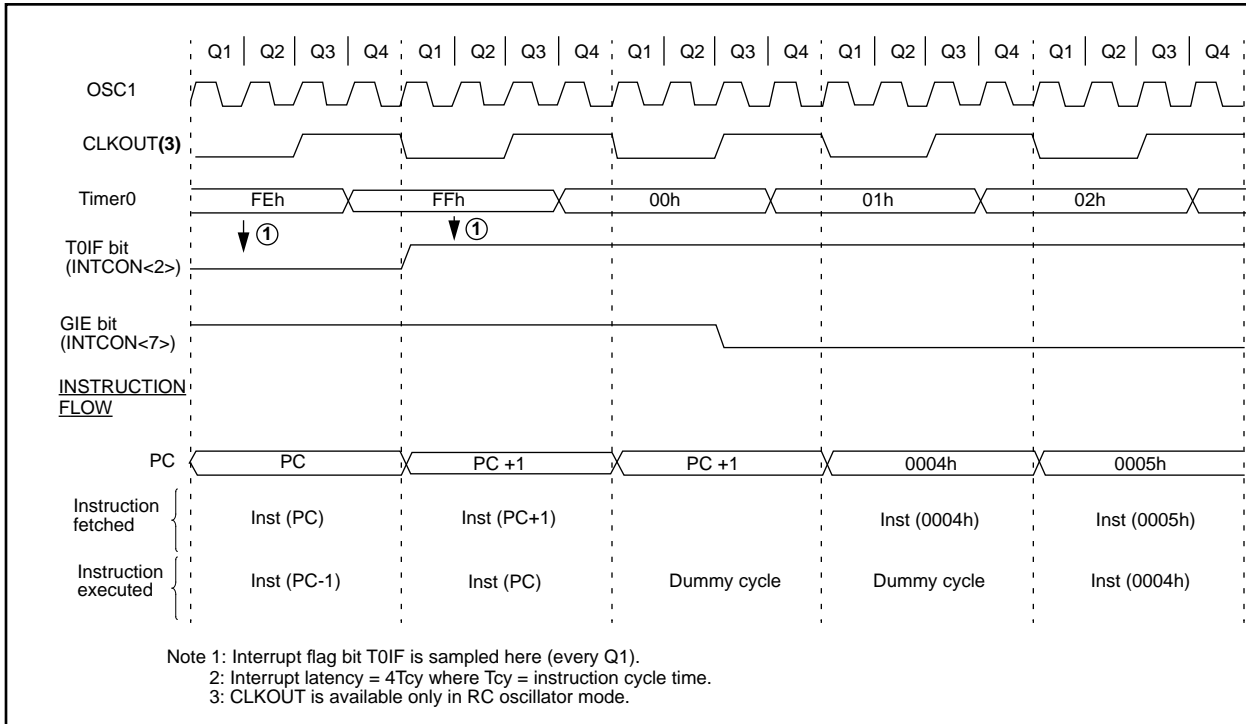 Q1 Q2 Q3 Q4 Q1 Q2 Q3 Q4 Q1 Q2 Q3 Q4 Q1 Q2 Q3 Q4 Q1 Q2 Q3 Q4
OSC1
CLKOUT(3)
Timer0 FEh FFh 00h 01h 02h
1 1
T0IF bit
(INTCON<2>)
GIE bit
(INTCON<7>)
INSTRUCTION
FLOW
PC PC PC +1 PC +1 0004h 0005h
Instruction
fetched Inst (PC) Inst (PC+1) Inst (0004h) Inst (0005h)
Instruction
executed Inst (PC-1) Inst (PC) Dummy cycle Dummy cycle Inst (0004h)
Note 1: Interrupt flag bit T0IF is sampled here (every Q1).
2: Interrupt latency = 4Tcy where Tcy = instruction cycle time.
3: CLKOUT is available only in RC oscillator mode.